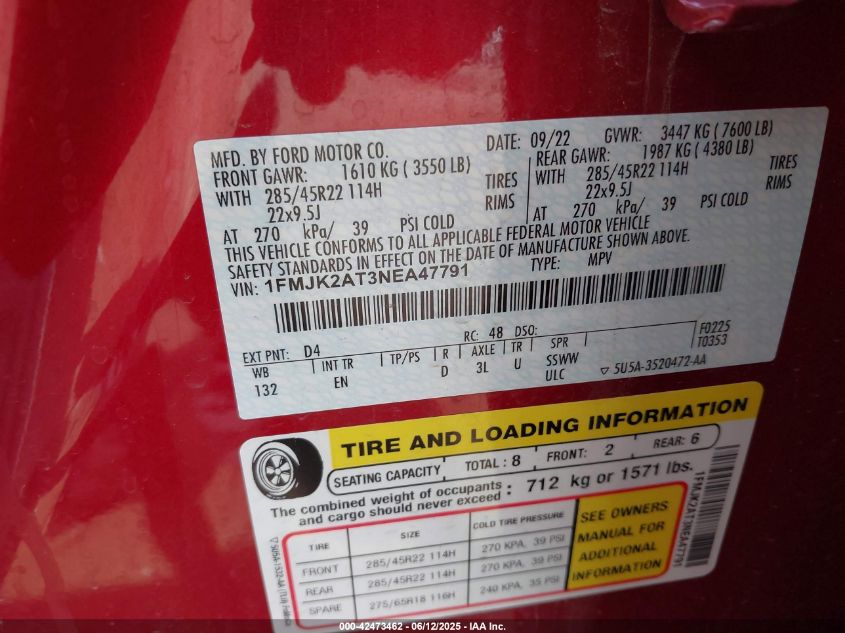 MFD. BY FORD MOTOR CO. DATE: 09/22 GVWR: 3447 KG ( 7600 LB)
FRONT GAWR: 1610 KG ( 3550 LB) REAR GAWR: 1987 KG ( 4380 LB)
WITH 285/45R22 114H TIRES WITH 285/45R22 114H TIRES
22x9.5J RIMS 22x9.5J RIMS
AT 270 kPa/ 39 PSI COLD AT 270 kPa/ 39 PSI COLD
THIS VEHICLE CONFORMS TO ALL APPLICABLE FEDERAL MOTOR VEHICLE
SAFETY STANDARDS IN EFFECT ON THE DATE OF MANUFACTURE SHOWN ABOVE.
VIN: 1FMJK2AT3NEA47791 TYPE: MPV
EXT PNT: D4 RC: 48 DSO: F0225
WB INT TR TP/PS R AXLE TR SPR T0353
132 EN D 3L U SSWW
ULC ▽ 5U5A-3520472-AA
TIRE AND LOADING INFORMATION
SEATING CAPACITY TOTAL : 8 FRONT: 2 REAR: 6
The combined weight of occupants
and cargo should never exceed : 712 kg or 1571 lbs.
TIRE SIZE COLD TIRE PRESSURE
FRONT 285/45R22 114H 270 KPA, 39 PSI
REAR 285/45R22 114H 270 KPA, 39 PSI
SPARE 275/65R18 116H 240 KPA, 35 PSI
SEE OWNERS
MANUAL FOR
ADDITIONAL
INFORMATION
1FMJK2AT3NEA47791
000-42473462 - 06/12/2025 - IAA Inc.